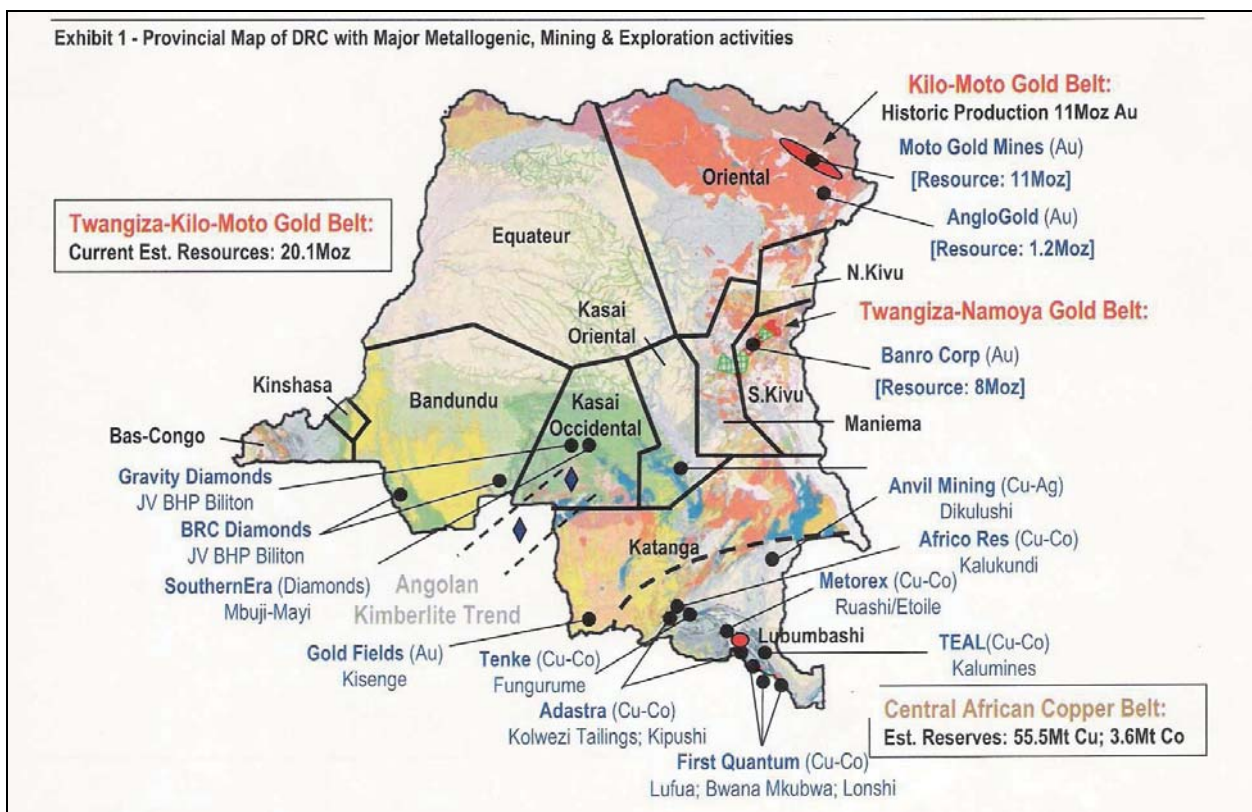 Exhibit 1 - Provincial Map of DRC with Major Metallogenic, Mining & Exploration activities
Kilo-Moto Gold Belt:
Historic Production 11Moz Au
Moto Gold Mines (Au)
[Resource: 11Moz]
AngloGold (Au)
[Resource: 1.2Moz]
Oriental
Twangiza-Kilo-Moto Gold Belt:
Current Est. Resources: 20.1Moz
Equateur
N.Kivu
Kasai
Oriental
Twangiza-Namoya Gold Belt:
Banro Corp (Au)
[Resource: 8Moz]
Kinshasa
Bandundu
Kasai
Occidental
S.Kivu
Maniema
Bas-Congo
Gravity Diamonds
JV BHP Biliton
BRC Diamonds
JV BHP Biliton
SouthernEra (Diamonds)
Mbuji-Mayi
Angolan
Kimberlite Trend
Katanga
Anvil Mining (Cu-Ag)
Dikulushi
Africo Res (Cu-Co)
Kalukundi
Metorex (Cu-Co)
Ruashi/Etoile
Lubumbashi
TEAL(Cu-Co)
Kalumines
Gold Fields (Au)
Kisenge
Tenke (Cu-Co)
Fungurume
Adastra (Cu-Co)
Kolwezi Tailings; Kipushi
First Quantum (Cu-Co)
Lufua; Bwana Mkubwa; Lonshi
Central African Copper Belt:
Est. Reserves: 55.5Mt Cu; 3.6Mt Co